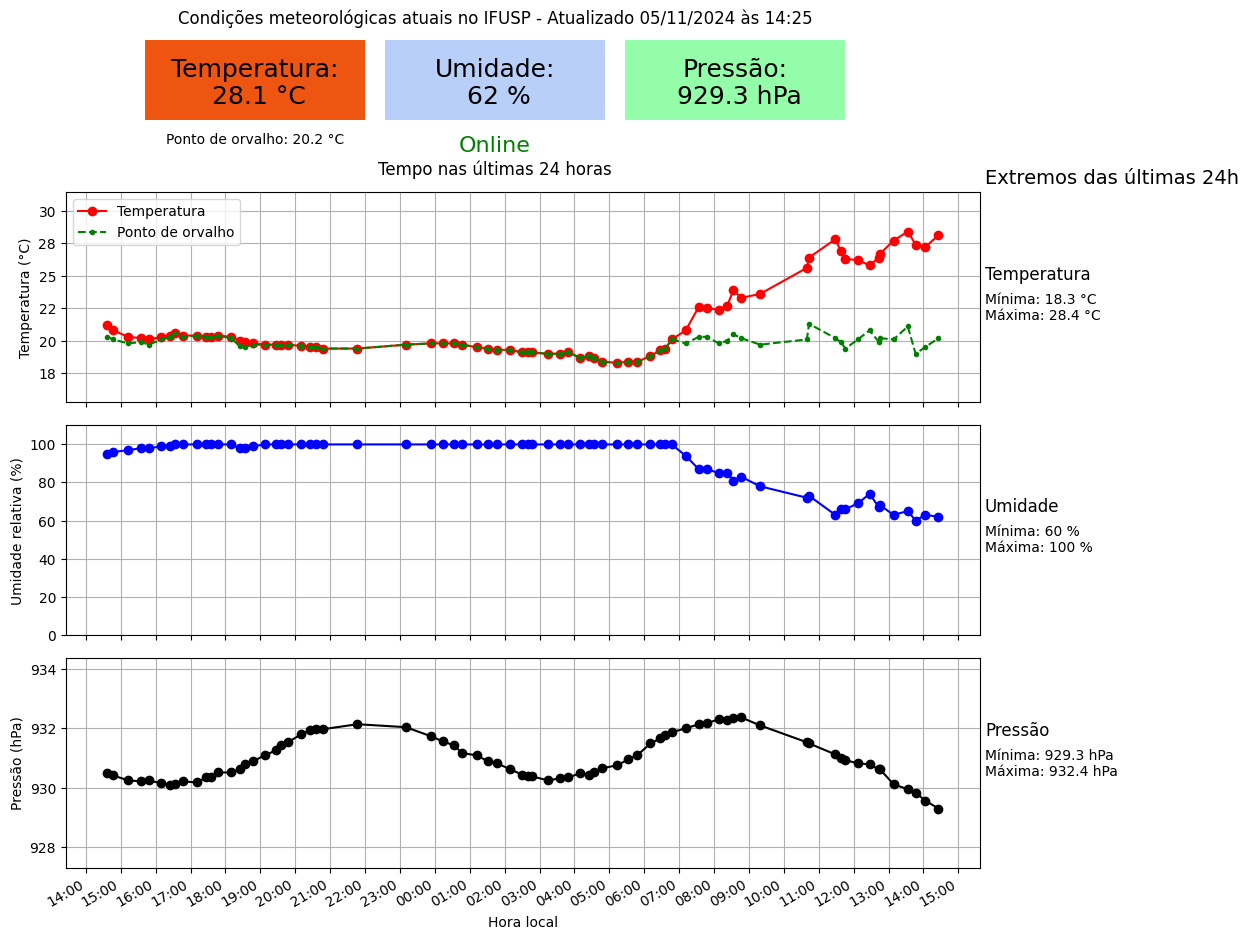 Condições meteorológicas atuais no IFUSP - Atualizado 05/11/2024 às 14:25
Temperatura:
28.1 °C
Umidade:
62 %
Pressão:
929.3 hPa
Ponto de orvalho: 20.2 °C
Online
Tempo nas últimas 24 horas
Extremos das últimas 24h
Temperatura (°C)
30
28
25
22
20
18
Temperatura
Ponto de orvalho
Temperatura
Mínima: 18.3 °C
Máxima: 28.4 °C
Umidade relativa (%)
100
80
60
40
20
0
Umidade
Mínima: 60 %
Máxima: 100 %
Pressão (hPa)
934
932
930
928
Pressão
Mínima: 929.3 hPa
Máxima: 932.4 hPa
14:00
15:00
16:00
17:00
18:00
19:00
20:00
21:00
22:00
23:00
00:00
01:00
02:00
03:00
04:00
05:00
06:00
07:00
08:00
09:00
10:00
11:00
12:00
13:00
14:00
15:00
Hora local